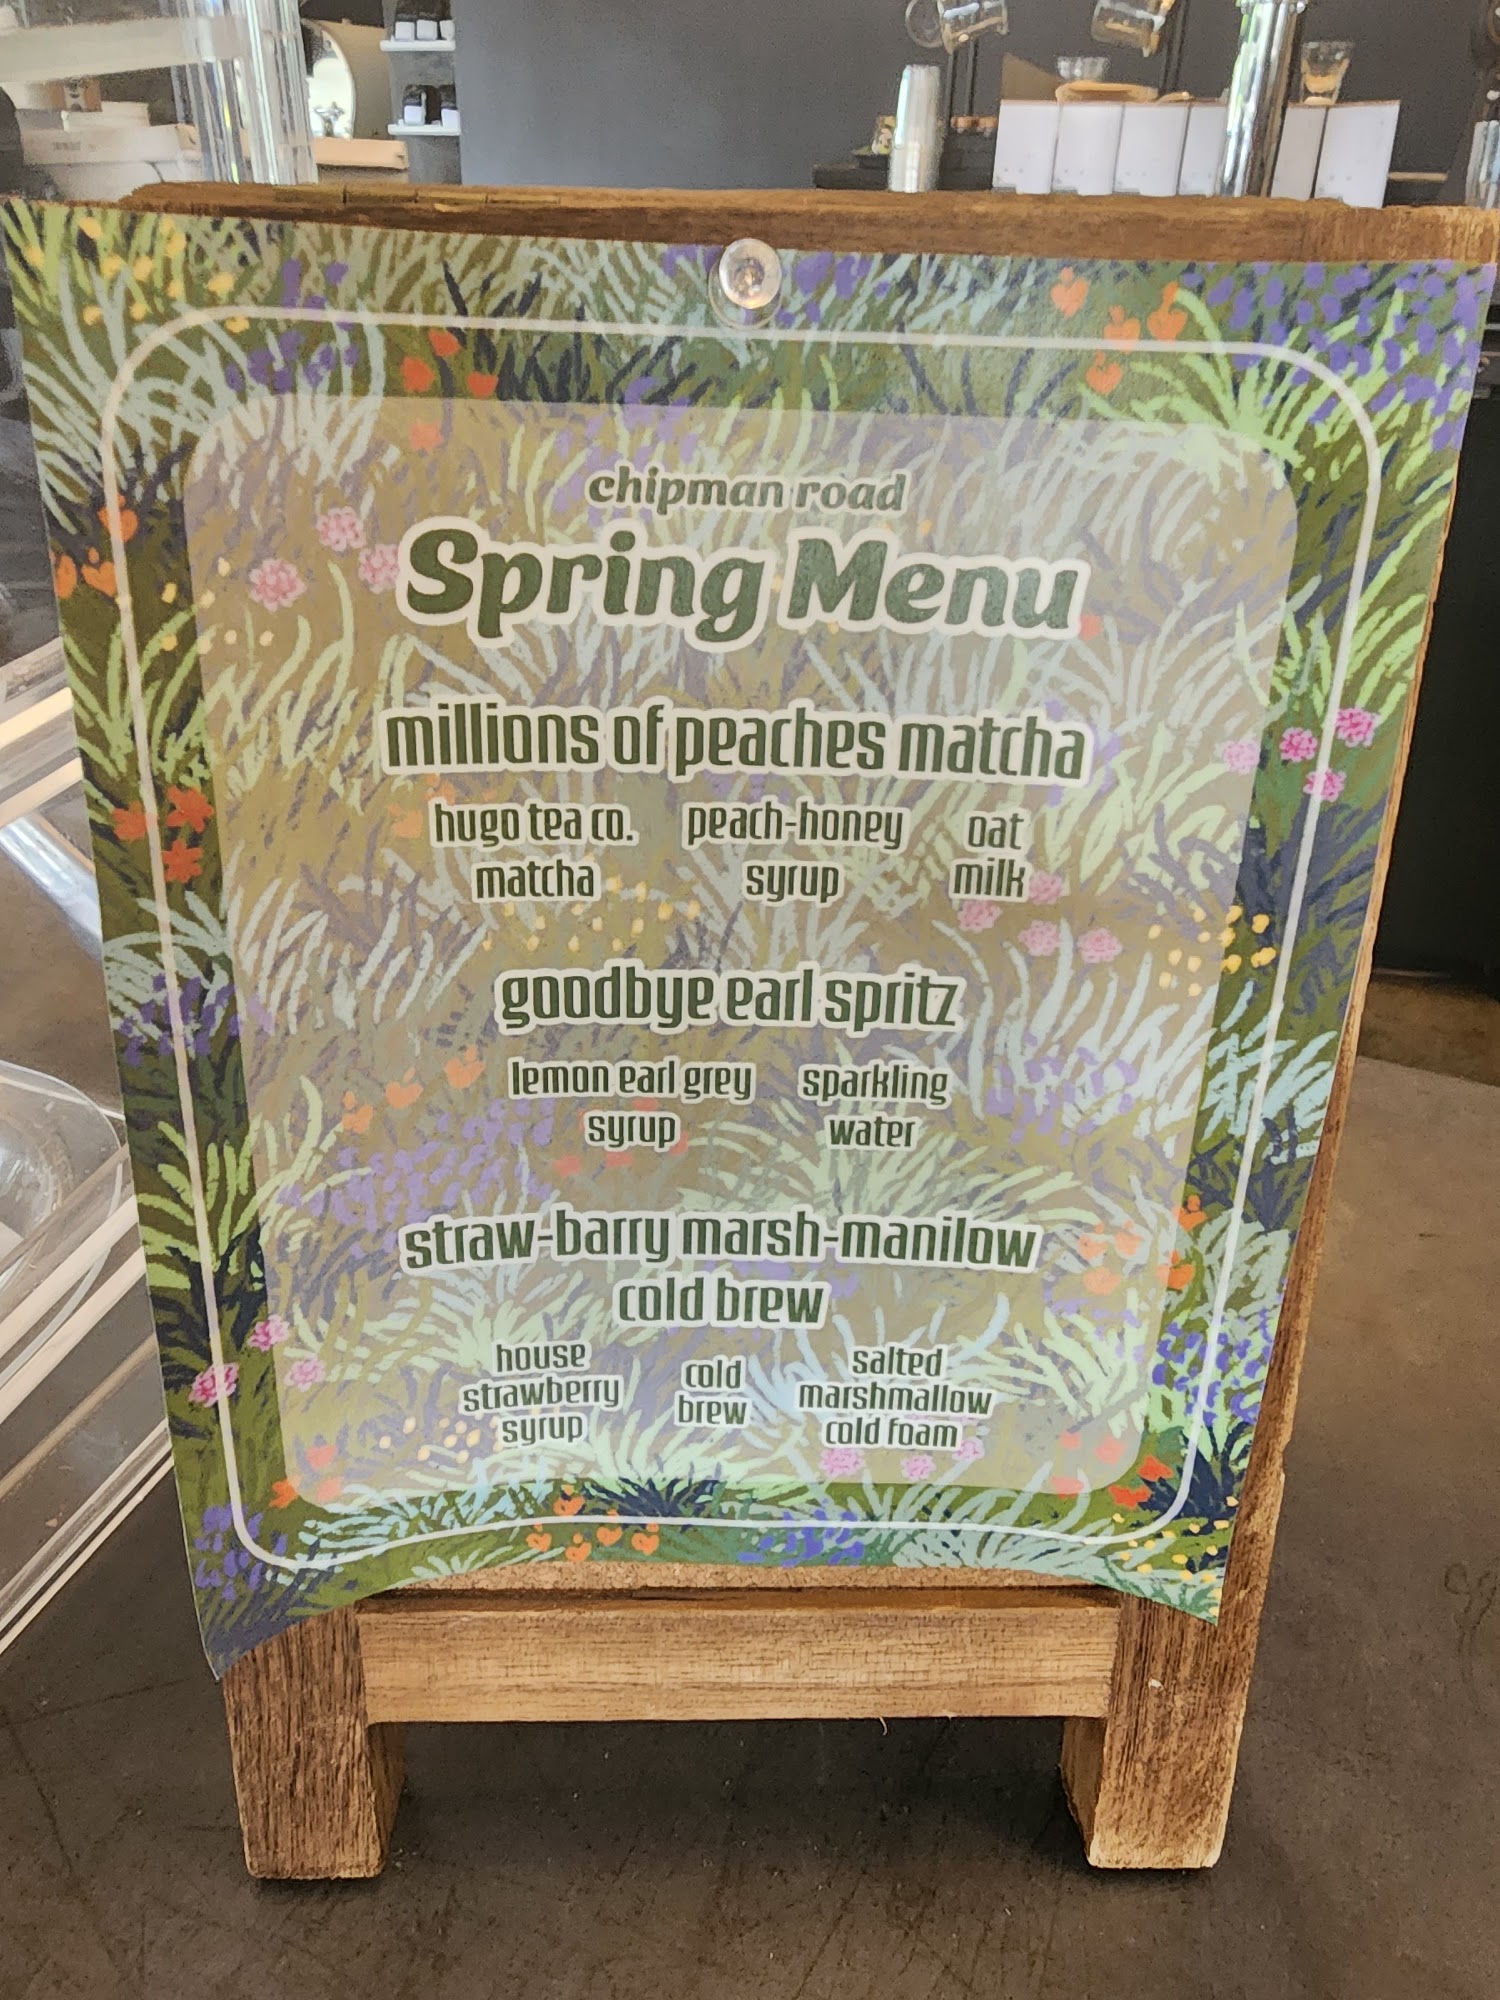 chipman road
Spring Menu
millions of peaches matcha
hugo tea co. matcha
peach-honey syrup
oat milk
goodbye earl spritz
lemon earl grey syrup
sparkling water
straw-barry marsh-manilow
cold brew
house strawberry syrup
cold brew
salted marshmallow cold foam